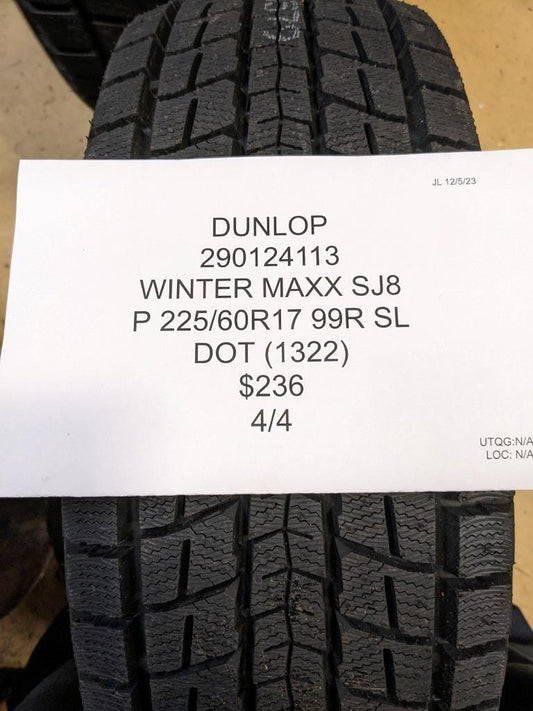 JL 12/5/23
DUNLOP
290124113
WINTER MAXX SJ8
P 225/60R17 99R SL
DOT (1322)
$236
4/4
UTQG:N/A
LOC: N/A